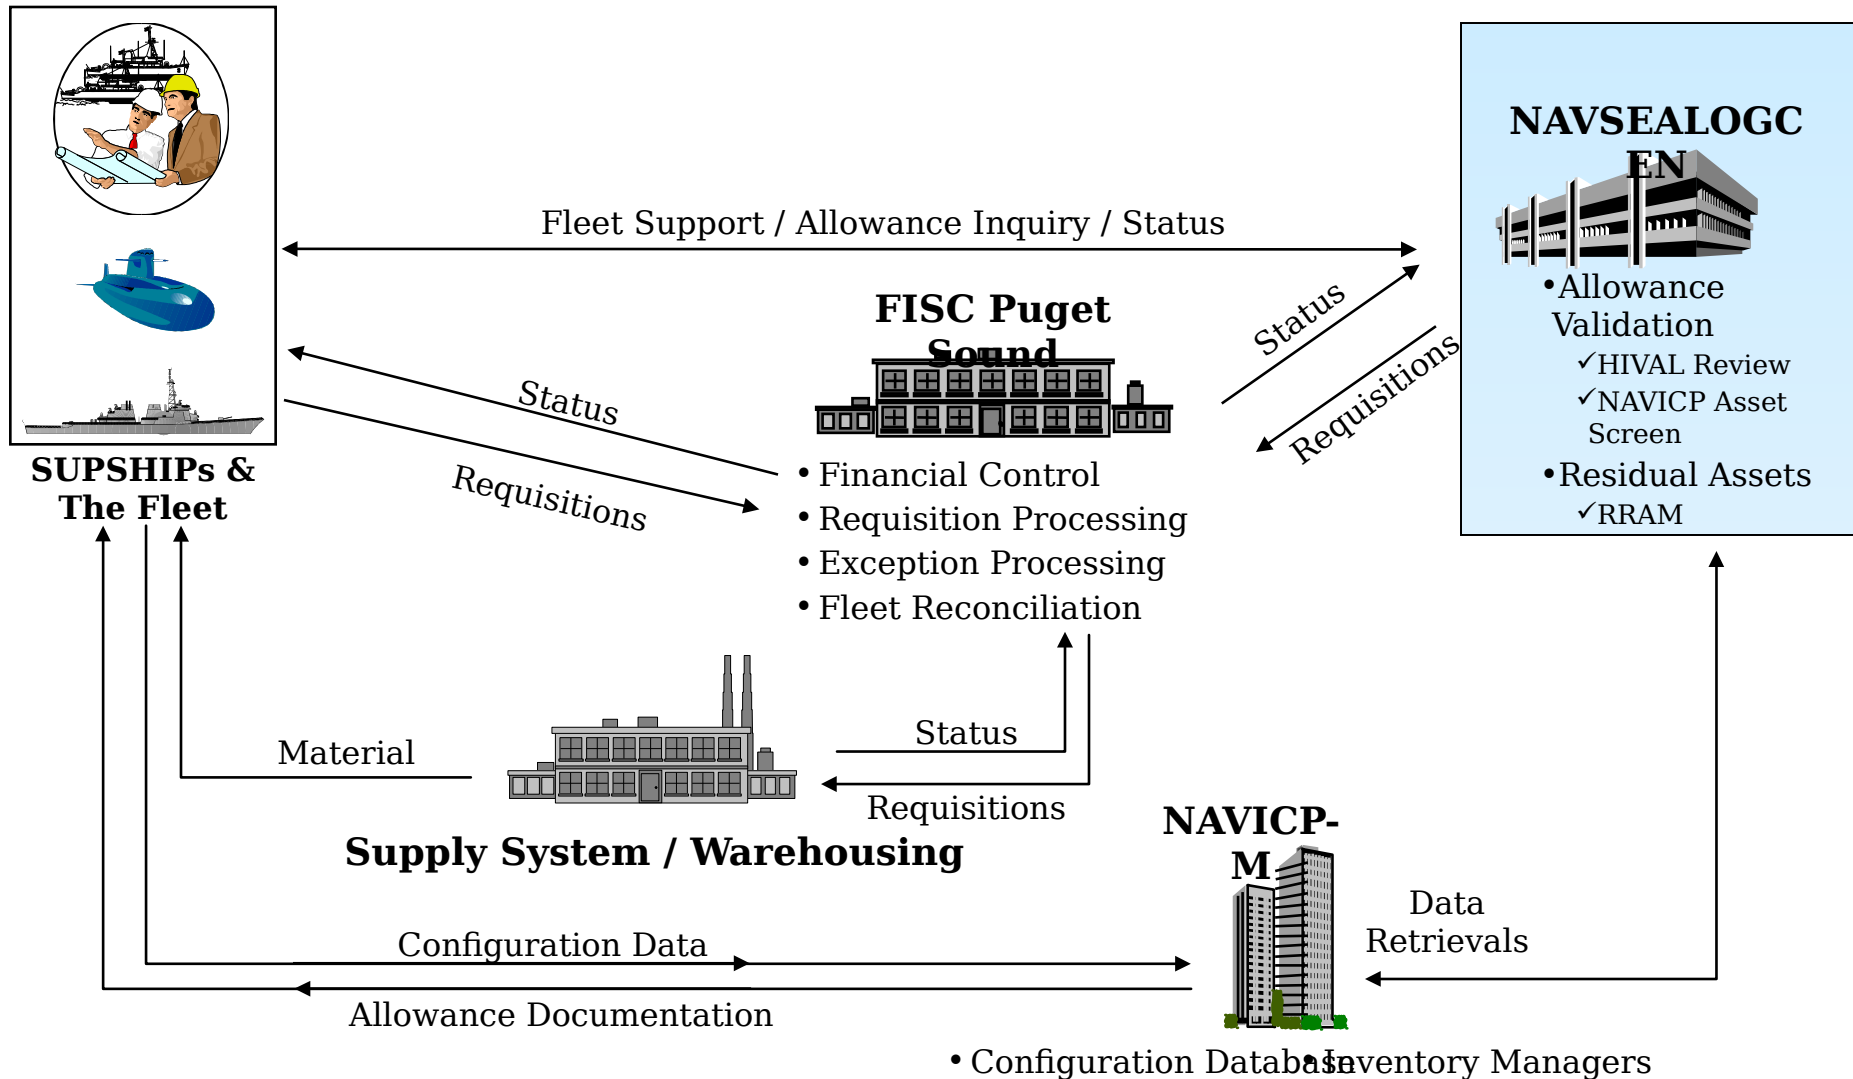 NAVSEALOGC
EN
Fleet Support / Allowance Inquiry / Status
•Allowance
Validation
✓HIVAL Review
✓NAVICP Asset
Screen
•Residual Assets
✓RRAM
FISC Puget
Sound
Status
Requisitions
Status
Requisitions
• Financial Control
• Requisition Processing
• Exception Processing
• Fleet Reconciliation
SUPSHIPs &
The Fleet
Material
Status
Requisitions
Supply System / Warehousing
NAVICP-
M
Data
Retrievals
Configuration Data
Allowance Documentation
• Configuration Database
• Inventory Managers